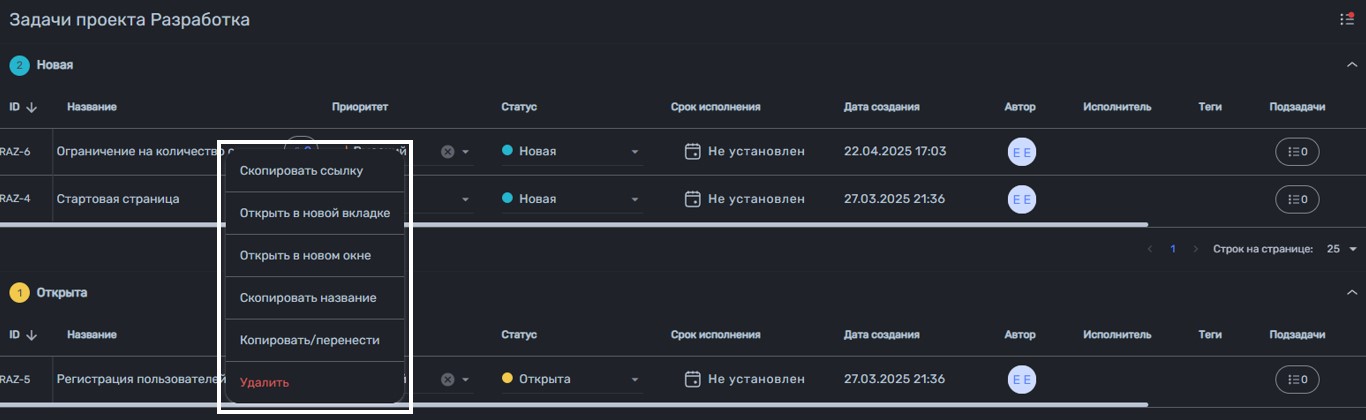 Задачи проекта Разработка
2 Новая
ID Название Приоритет Статус Срок исполнения Дата создания Автор Исполнитель Теги Подзадачи
RAZ-6 Ограничение на количество Новая Не установлен 22.04.2025 17:03 E E 0
Скопировать ссылку
RAZ-4 Стартовая страница Новая Не установлен 27.03.2025 21:36 E E 0
Открыть в новой вкладке
1 Строк на странице: 25
Открыть в новом окне
1 Открыта
Скопировать название
ID Название Статус Срок исполнения Дата создания Автор Исполнитель Теги Подзадачи
Копировать/перенести
RAZ-5 Регистрация пользователей Открыта Не установлен 27.03.2025 21:36 E E 0
Удалить